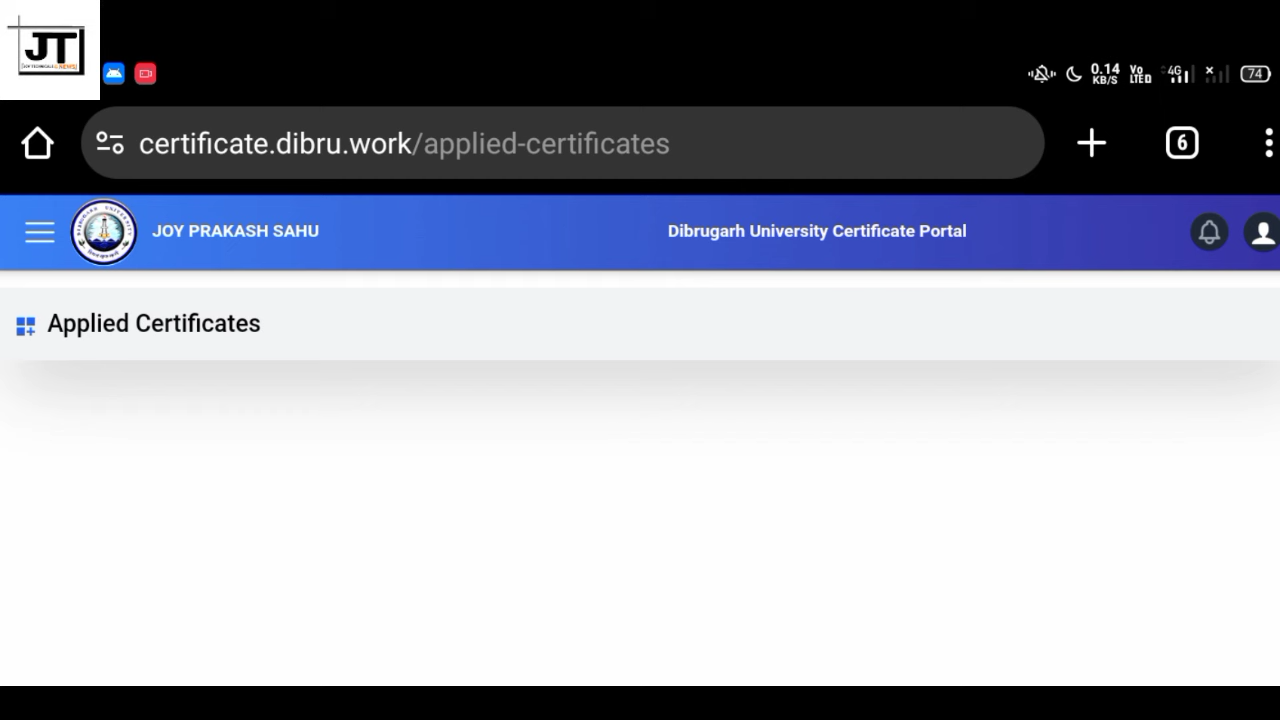 JT
0.14
KB/S
Vo
LTED
4G
74
certificate.dibru.work/applied-certificates
6
JOY PRAKASH SAHU
Dibrugarh University Certificate Portal
Applied Certificates